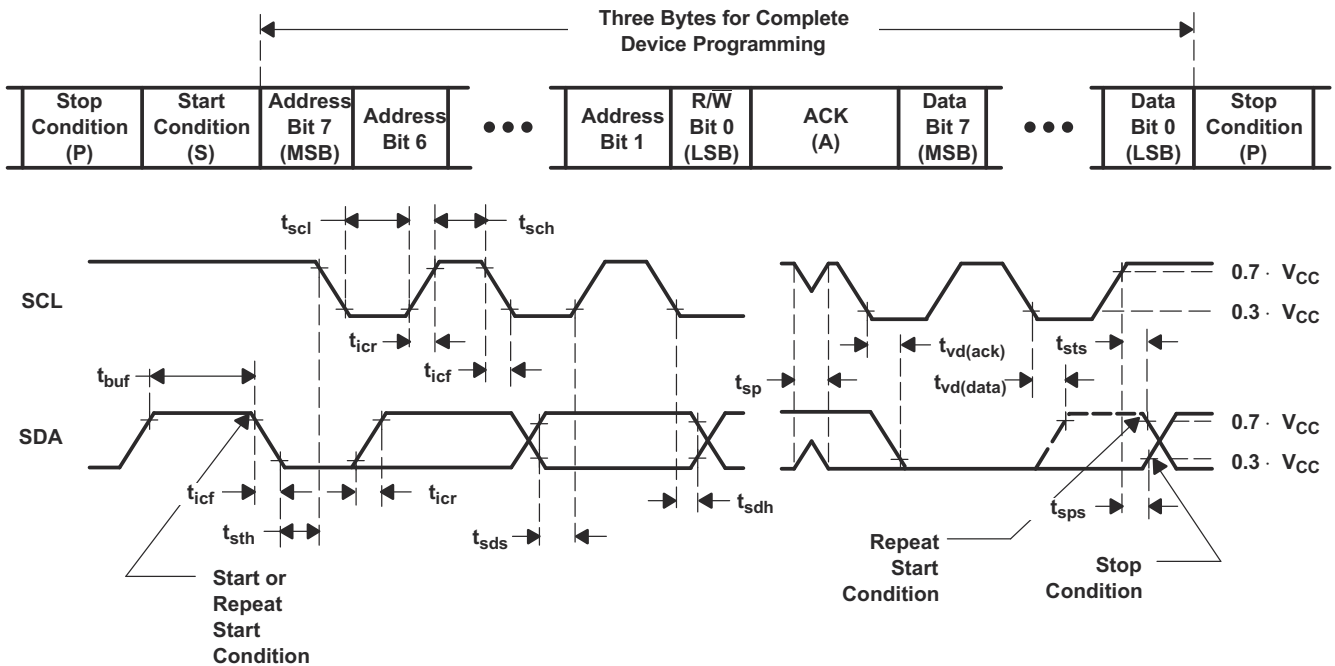 Three Bytes for Complete
Device Programming
Stop
Condition
(P)
Start
Condition
(S)
Address
Bit 7
(MSB)
Address
Bit 6
•••
Address
Bit 1
R/W̅
Bit 0
(LSB)
ACK
(A)
Data
Bit 7
(MSB)
•••
Data
Bit 0
(LSB)
Stop
Condition
(P)
tscl
tsch
SCL
0.7 · VCC
0.3 · VCC
ticr
ticf
tbuf
tsp
tvd(ack)
tvd(data)
tsts
SDA
0.7 · VCC
0.3 · VCC
ticf
ticr
tsth
tsds
tsdh
tsps
Start or
Repeat
Start
Condition
Repeat
Start
Condition
Stop
Condition